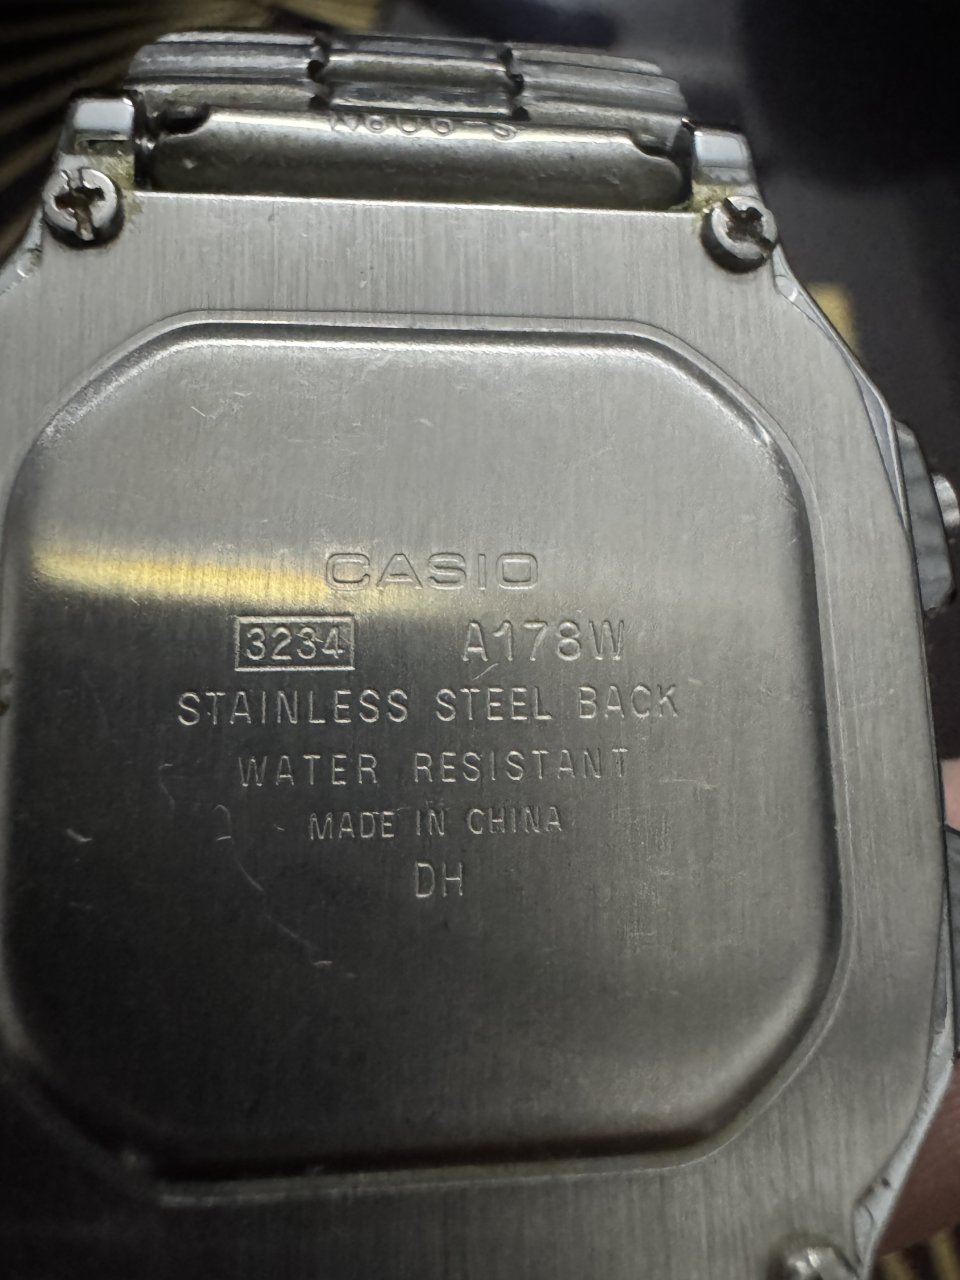 CASIO
3234 A178W
STAINLESS STEEL BACK
WATER RESISTANT
MADE IN CHINA
DH